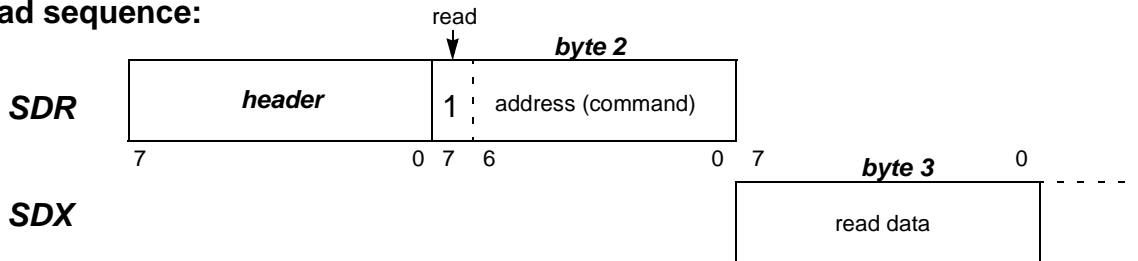 ad sequence:
read
byte 2
SDR
header
1
address (command)
7 0 7 6 0 7 0
byte 3
SDX
read data